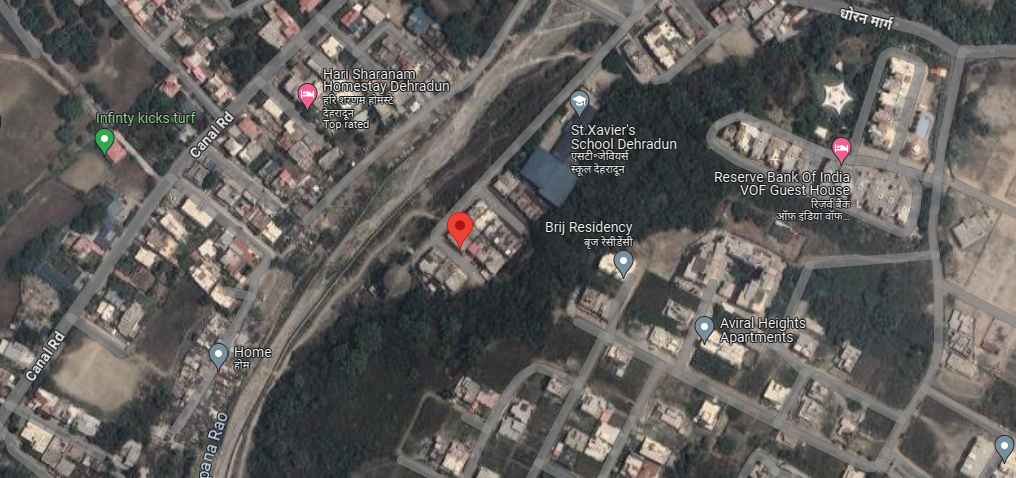 धोरन मार्ग
Hari Sharanam
Homestay Dehradun
हरि शरणम होमस्टे
देहरादून
Top rated
Infinty kicks turf
Canal Rd
St.Xavier's
School Dehradun
एसटी॰जेवियर्स
स्कूल देहरादून
Reserve Bank Of India
VOF Guest House
रिजर्व बैंक
ऑफ इंडिया वॉफ...
Brij Residency
बृज रेसीडेंसी
Aviral Heights
Apartments
Home
होम
Canal Rd
pana Rao